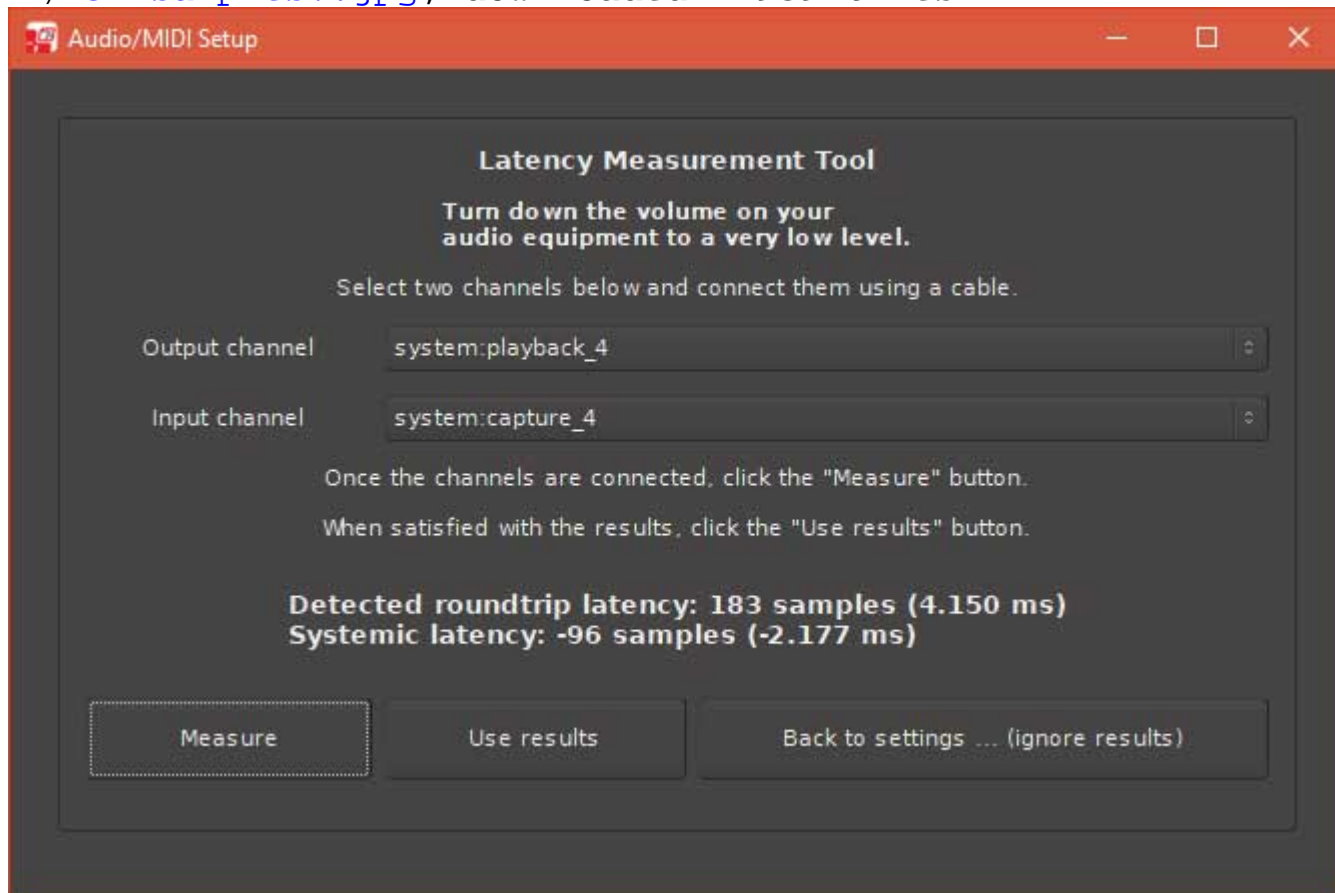 Audio/MIDI Setup
Latency Measurement Tool
Turn down the volume on your
audio equipment to a very low level.
Select two channels below and connect them using a cable.
Output channel system:playback_4
Input channel system:capture_4
Once the channels are connected, click the "Measure" button.
When satisfied with the results, click the "Use results" button.
Detected roundtrip latency: 183 samples (4.150 ms)
Systemic latency: -96 samples (-2.177 ms)
Measure Use results Back to settings ... (ignore results)